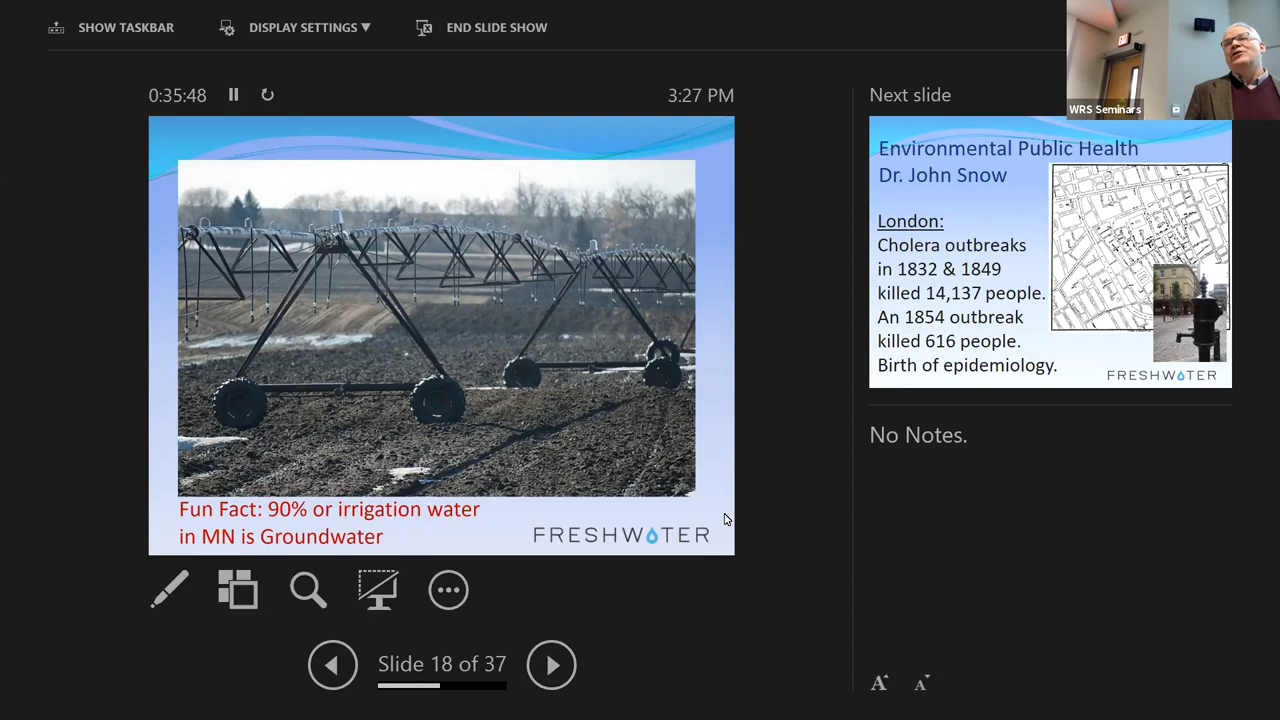 SHOW TASKBAR
DISPLAY SETTINGS ▼
END SLIDE SHOW
EXIT
WRS Seminars
0:35:48
3:27 PM
Fun Fact: 90% or irrigation water
in MN is Groundwater
FRESHWATER
Slide 18 of 37
Next slide
Environmental Public Health
Dr. John Snow
London:
Cholera outbreaks
in 1832 & 1849
killed 14,137 people.
An 1854 outbreak
killed 616 people.
Birth of epidemiology.
FRESHWATER
No Notes.
A A